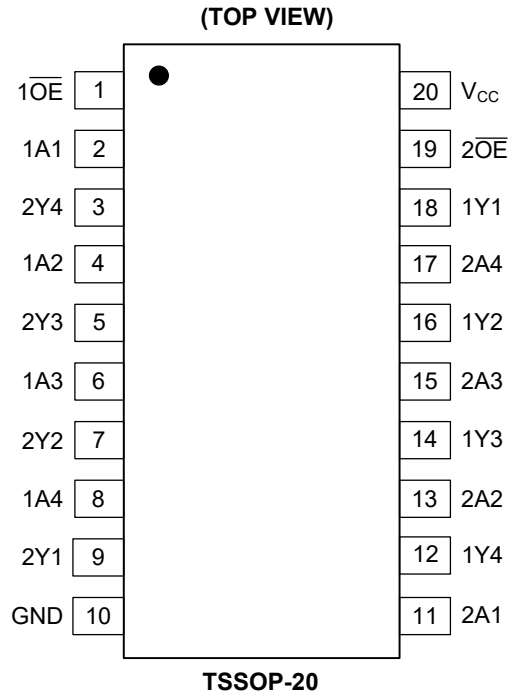 (TOP VIEW)
1O̅E̅ 1 20 VCC
1A1 2 19 2O̅E̅
2Y4 3 18 1Y1
1A2 4 17 2A4
2Y3 5 16 1Y2
1A3 6 15 2A3
2Y2 7 14 1Y3
1A4 8 13 2A2
2Y1 9 12 1Y4
GND 10 11 2A1
TSSOP-20